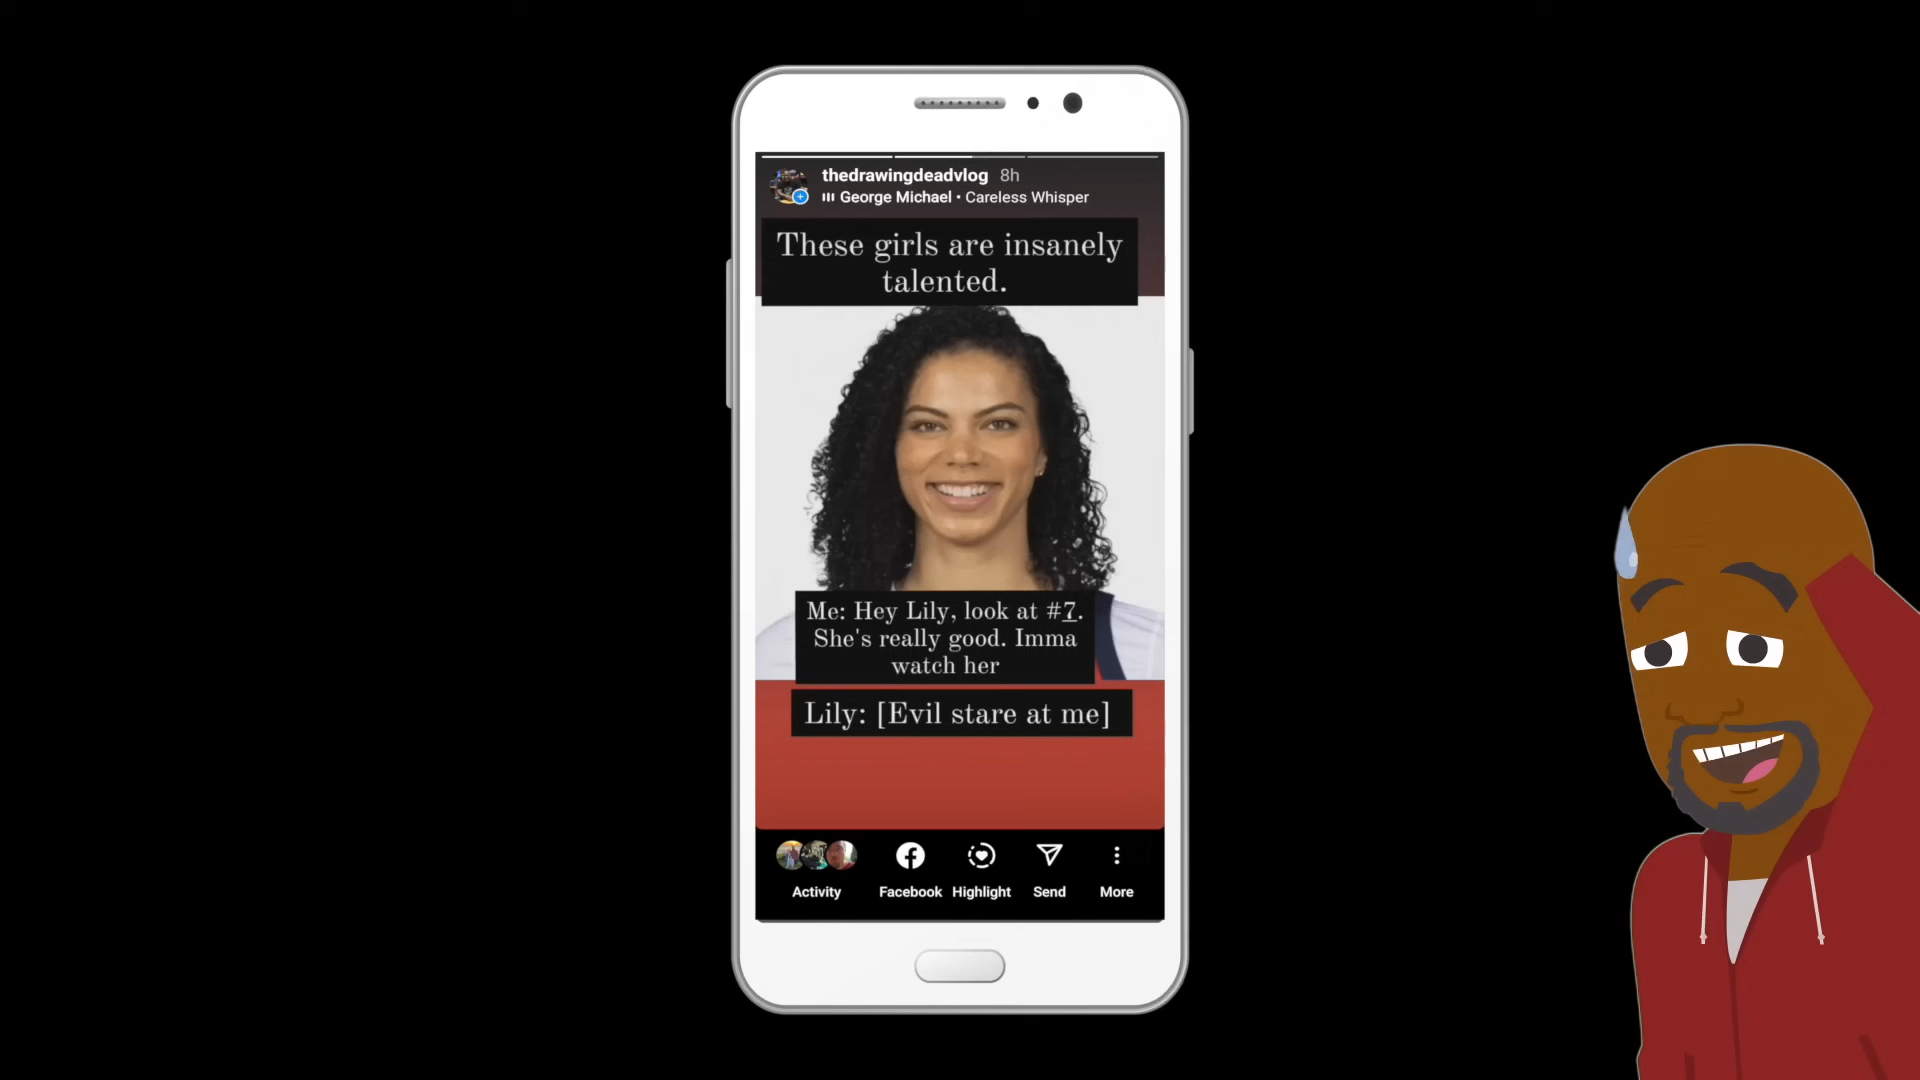 thedrawingdeadvlog 8h
George Michael • Careless Whisper
These girls are insanely
talented.
Me: Hey Lily, look at #7.
She's really good. Imma
watch her
Lily: [Evil stare at me]
Activity Facebook Highlight Send More